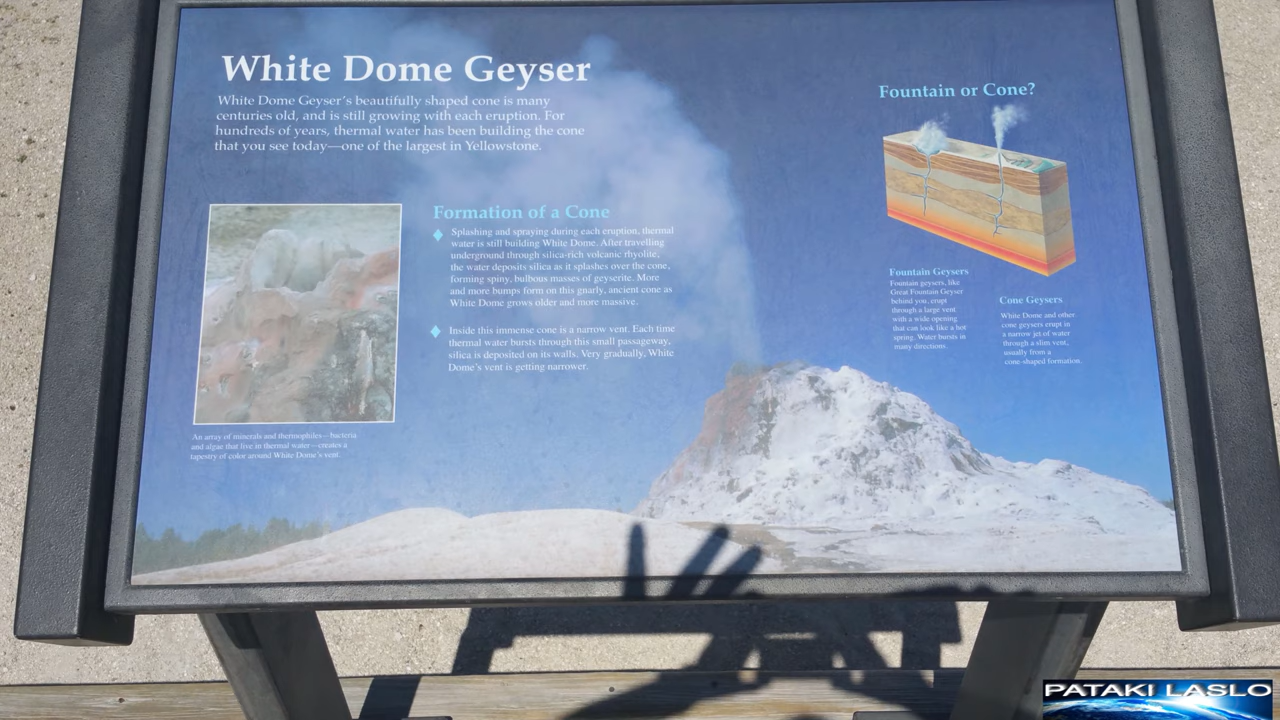 White Dome Geyser
White Dome Geyser's beautifully shaped cone is many
centuries old, and is still growing with each eruption. For
hundreds of years, thermal water has been building the cone
that you see today—one of the largest in Yellowstone.
Formation of a Cone
Splashing and spraying during each eruption, thermal
water is still building White Dome. After travelling
underground through silica-rich volcanic rhyolite,
the water deposits silica as it splashes over the cone,
forming spiny, bulbous masses of geyserite. More
and more bumps form on this gnarly, ancient cone as
White Dome grows older and more massive.
Inside this immense cone is a narrow vent. Each time
thermal water bursts through this small passageway,
silica is deposited on its walls. Very gradually, White
Dome's vent is getting narrower.
An array of minerals and thermophiles—bacteria
and algae that live in thermal water—creates a
tapestry of color around White Dome's vent.
Fountain or Cone?
Fountain Geysers
Fountain geysers, like
Great Fountain Geyser
behind you, erupt
through a large vent
with a wide opening
that can look like a hot
spring. Water bursts in
many directions.
Cone Geysers
White Dome and other
cone geysers erupt in
a narrow jet of water
through a slim vent,
usually from a
cone-shaped formation.
PATAKI LASLO